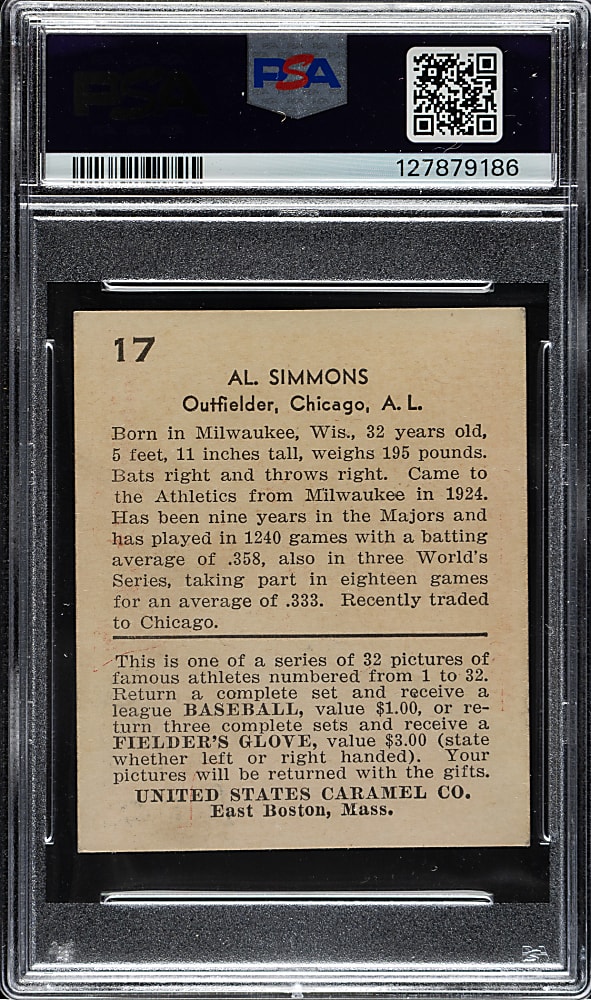 PSA
PSA
127879186
17
AL. SIMMONS
Outfielder, Chicago, A. L.
Born in Milwaukee, Wis., 32 years old,
5 feet, 11 inches tall, weighs 195 pounds.
Bats right and throws right. Came to
the Athletics from Milwaukee in 1924.
Has been nine years in the Majors and
has played in 1240 games with a batting
average of .358, also in three World's
Series, taking part in eighteen games
for an average of .333. Recently traded
to Chicago.
This is one of a series of 32 pictures of
famous athletes numbered from 1 to 32.
Return a complete set and receive a
league BASEBALL, value $1.00, or re-
turn three complete sets and receive a
FIELDER'S GLOVE, value $3.00 (state
whether left or right handed). Your
pictures will be returned with the gifts.
UNITED STATES CARAMEL CO.
East Boston, Mass.